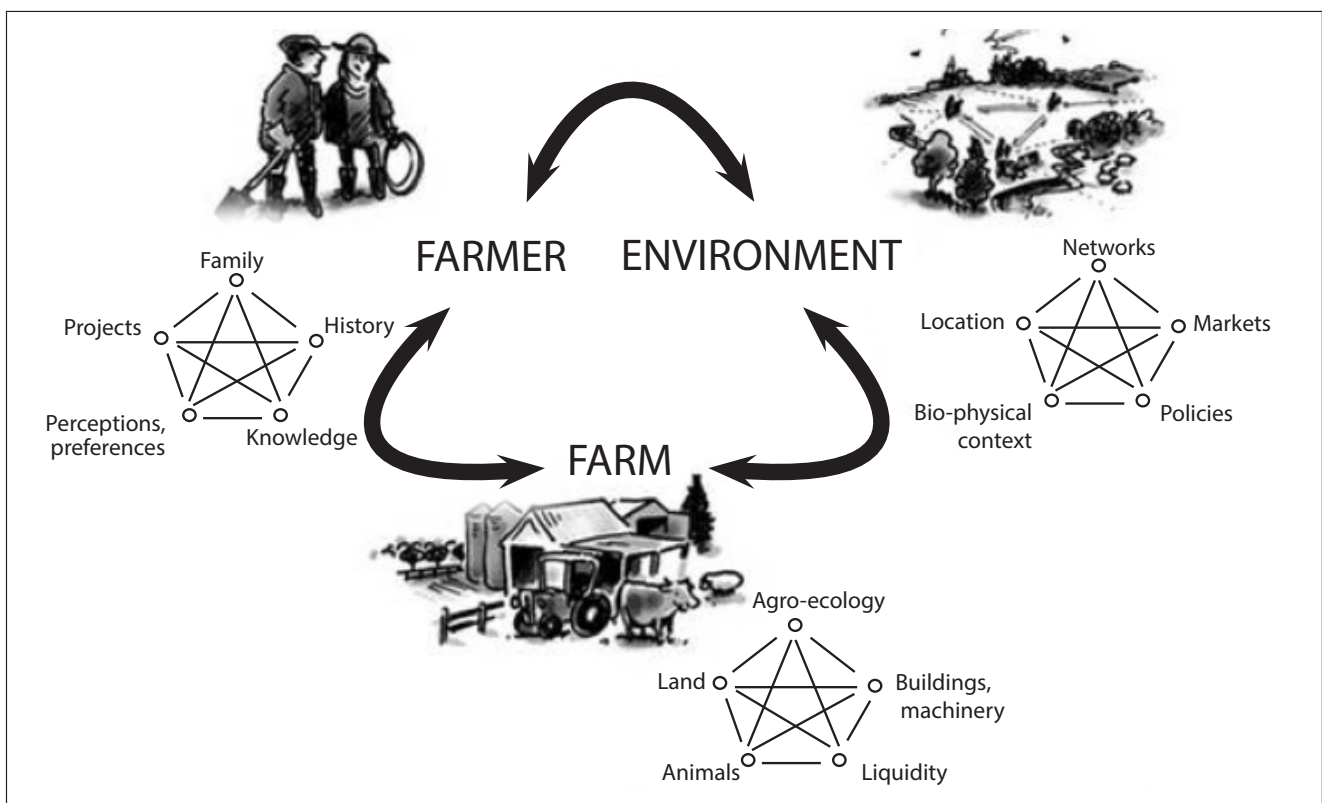 FARMER
ENVIRONMENT
Family
Projects
History
Perceptions,
preferences
Knowledge
Networks
Location
Markets
Bio-physical
context
Policies
FARM
Agro-ecology
Land
Buildings,
machinery
Animals
Liquidity